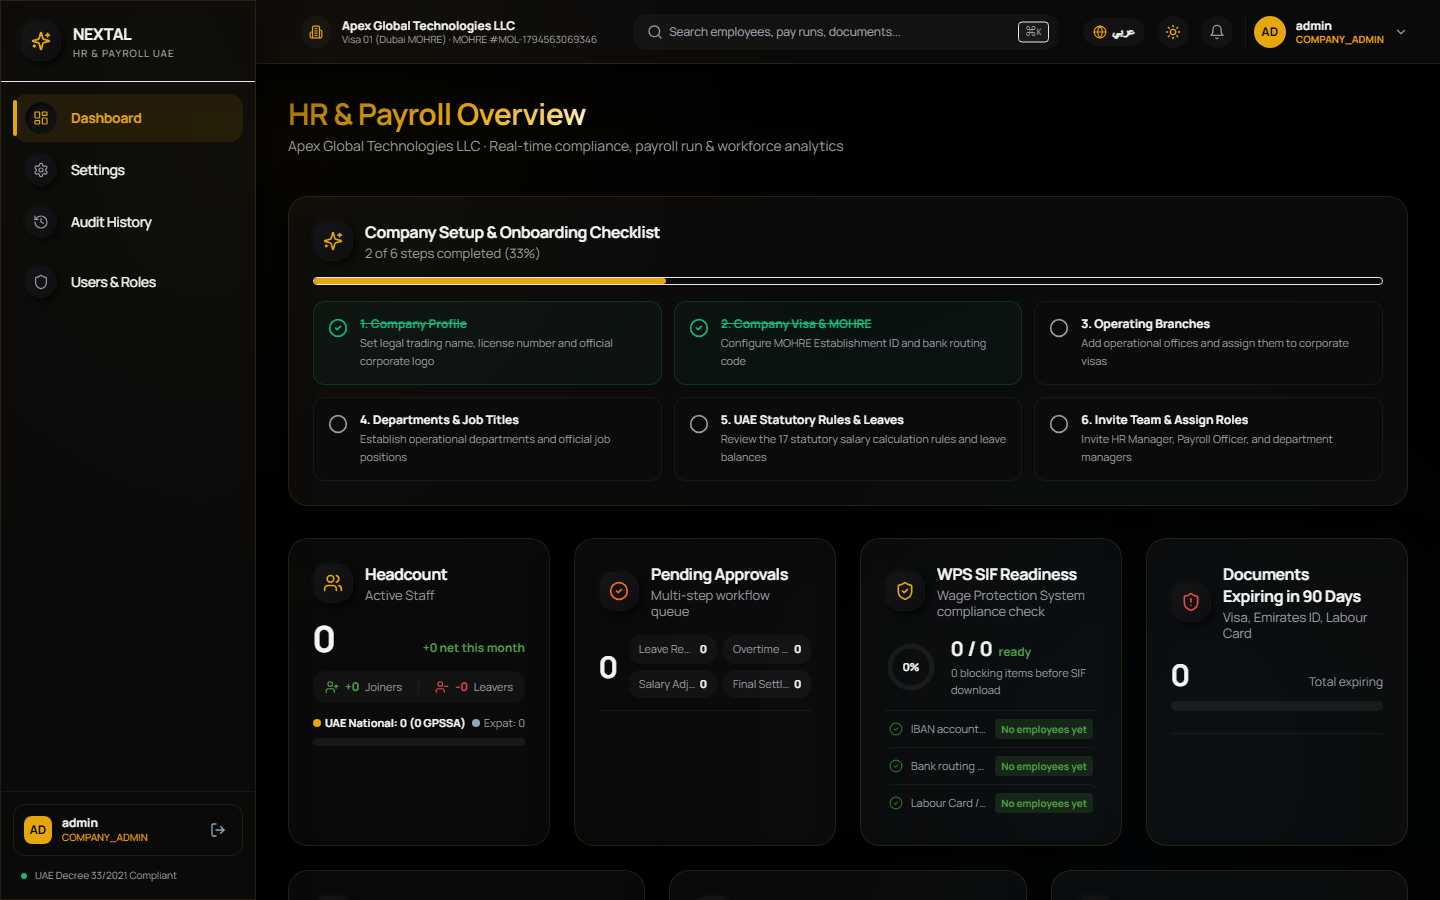 NEXTAL
HR & PAYROLL UAE
Dashboard
Settings
Audit History
Users & Roles
AD
admin
COMPANY_ADMIN
UAE Decree 33/2021 Compliant
Apex Global Technologies LLC
Visa 01 (Dubai MOHRE) · MOHRE #MOL-1794563069346
Search employees, pay runs, documents...
⌘K
عربي
AD
admin
COMPANY_ADMIN
HR & Payroll Overview
Apex Global Technologies LLC · Real-time compliance, payroll run & workforce analytics
Company Setup & Onboarding Checklist
2 of 6 steps completed (33%)
1. Company Profile
Set legal trading name, license number and official
corporate logo
2. Company Visa & MOHRE
Configure MOHRE Establishment ID and bank routing
code
3. Operating Branches
Add operational offices and assign them to corporate
visas
4. Departments & Job Titles
Establish operational departments and official job
positions
5. UAE Statutory Rules & Leaves
Review the 17 statutory salary calculation rules and leave
balances
6. Invite Team & Assign Roles
Invite HR Manager, Payroll Officer, and department
managers
Headcount
Active Staff
0
+0 net this month
+0 Joiners
-0 Leavers
UAE National: 0 (0 GPSSA)
Expat: 0
Pending Approvals
Multi-step workflow
queue
0
Leave Re... 0
Overtime ... 0
Salary Adj... 0
Final Settl... 0
WPS SIF Readiness
Wage Protection System
compliance check
0%
0 / 0 ready
0 blocking items before SIF
download
IBAN account... No employees yet
Bank routing ... No employees yet
Labour Card /... No employees yet
Documents
Expiring in 90 Days
Visa, Emirates ID, Labour
Card
0
Total expiring